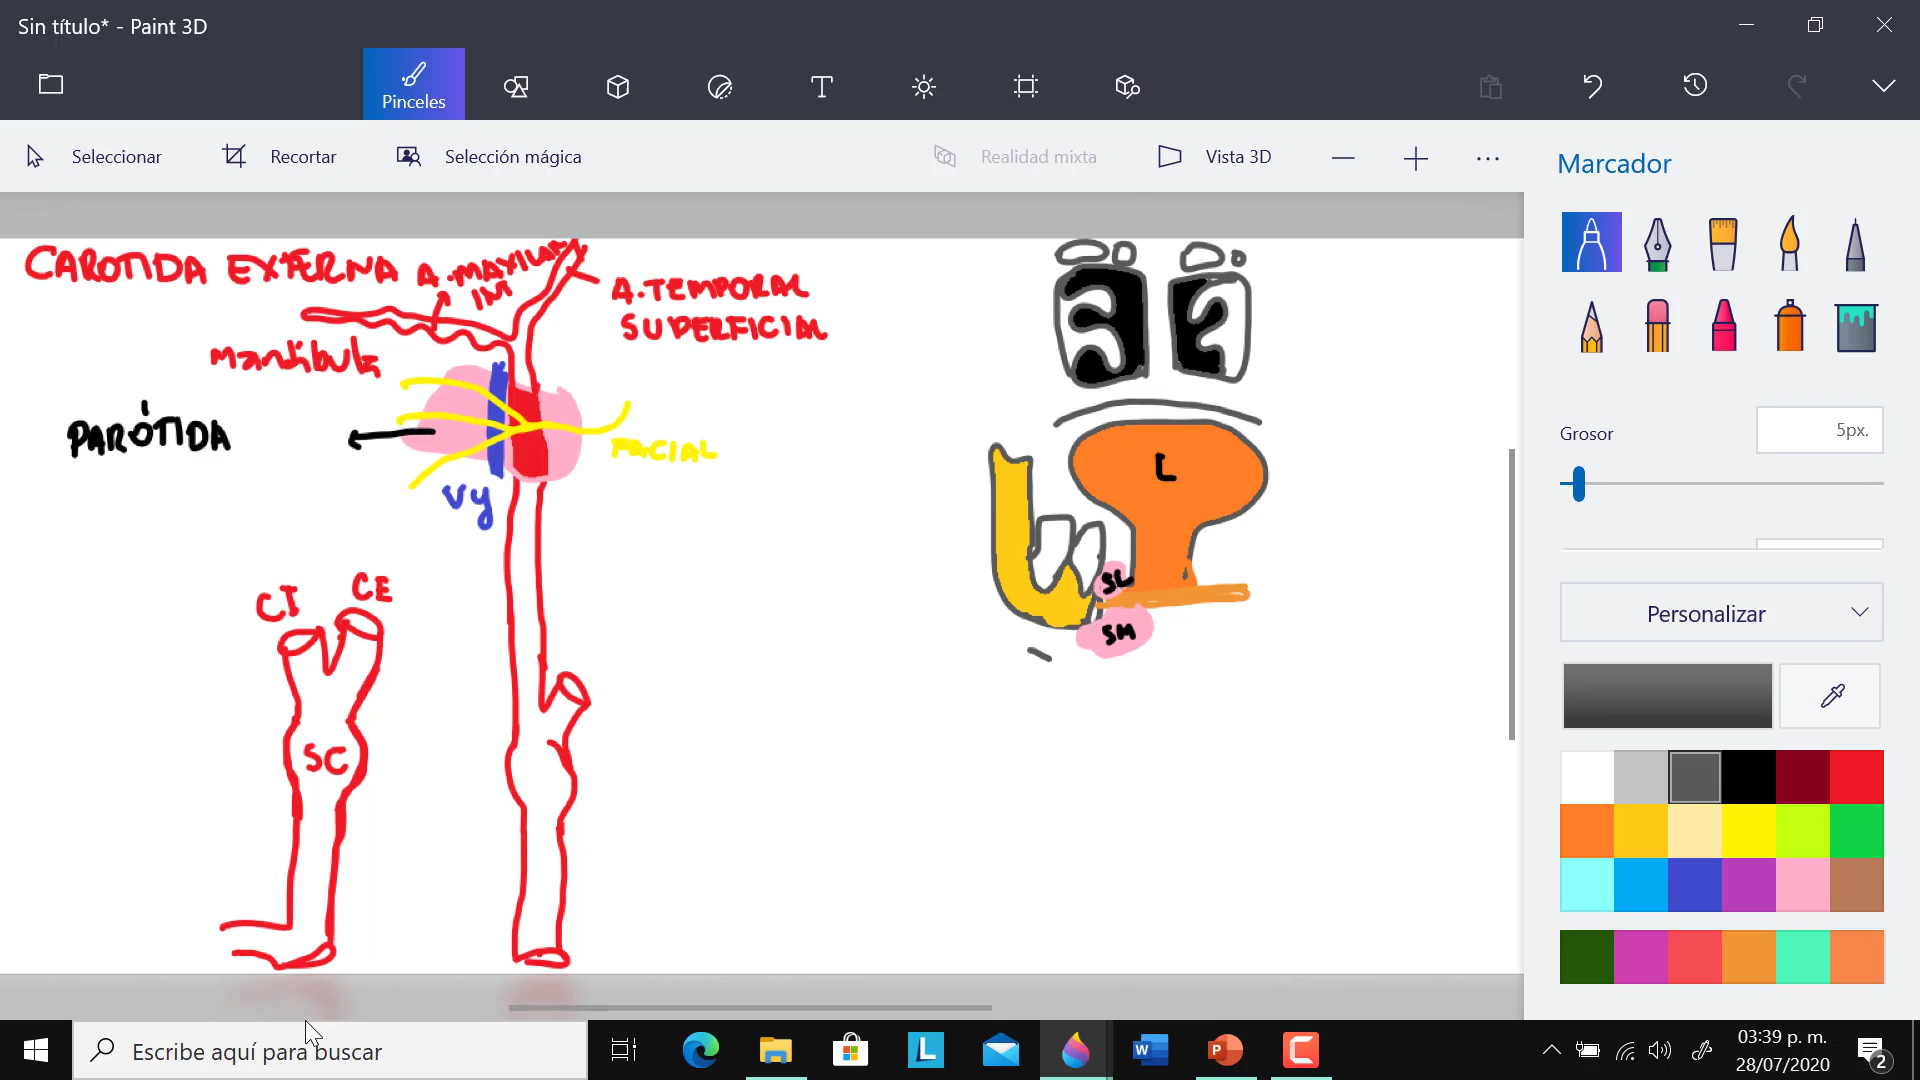 Sin título* - Paint 3D
Pinceles
Seleccionar
Recortar
Selección mágica
Realidad mixta
Vista 3D
Marcador
Grosor
5px.
Personalizar
CAROTIDA EXTERNA
A. MAXILAR
IN
A. TEMPORAL
SUPERFICIAL
Mandibula
PARÓTIDA
FACIAL
Vy
CI
CE
SC
L
SL
SM
Escribe aquí para buscar
03:39 p. m.
28/07/2020
2